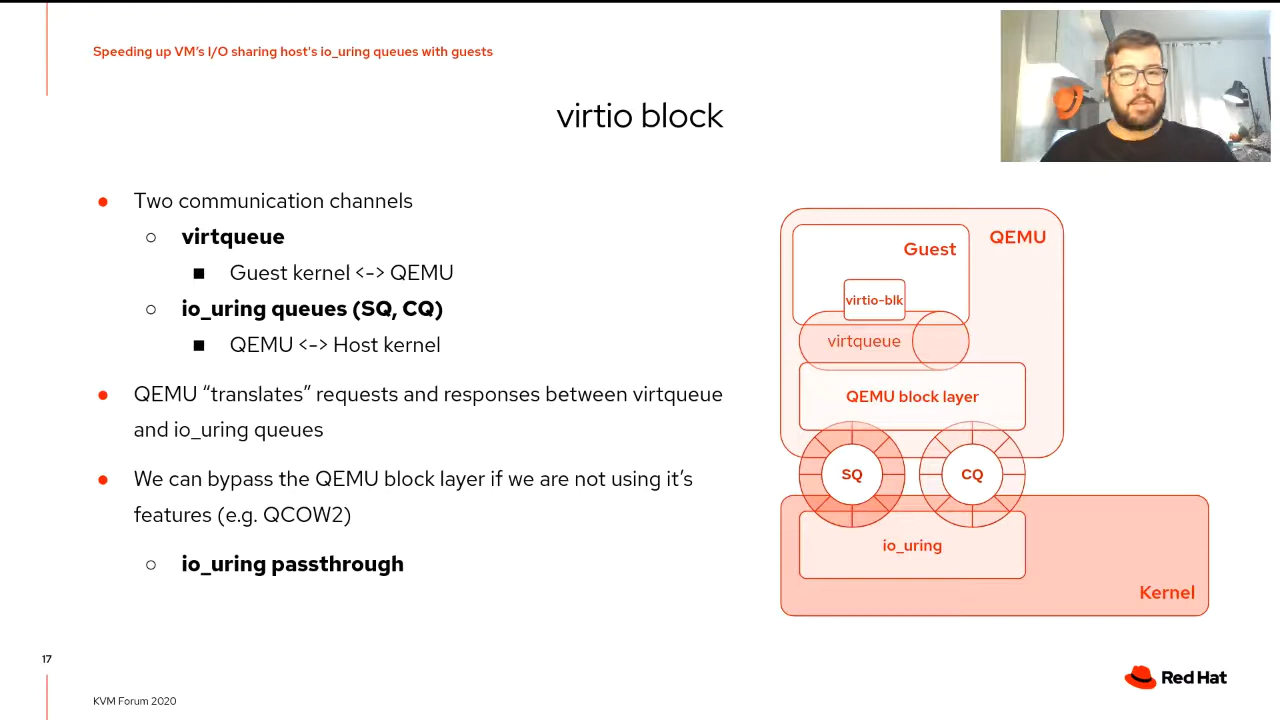 Speeding up VM’s I/O sharing host's io_uring queues with guests
virtio block
● Two communication channels
○ virtqueue
■ Guest kernel <-> QEMU
○ io_uring queues (SQ, CQ)
■ QEMU <-> Host kernel
● QEMU “translates” requests and responses between virtqueue
and io_uring queues
● We can bypass the QEMU block layer if we are not using it’s
features (e.g. QCOW2)
○ io_uring passthrough
QEMU
Guest
virtio-blk
virtqueue
QEMU block layer
SQ
CQ
io_uring
Kernel
17
KVM Forum 2020
Red Hat